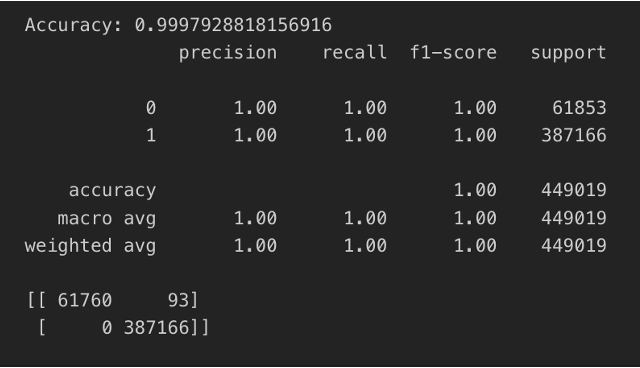 Accuracy: 0.9997928818156916
precision recall f1-score support
0 1.00 1.00 1.00 61853
1 1.00 1.00 1.00 387166
accuracy 1.00 449019
macro avg 1.00 1.00 1.00 449019
weighted avg 1.00 1.00 1.00 449019
[[ 61760 93]
[ 0 387166]]